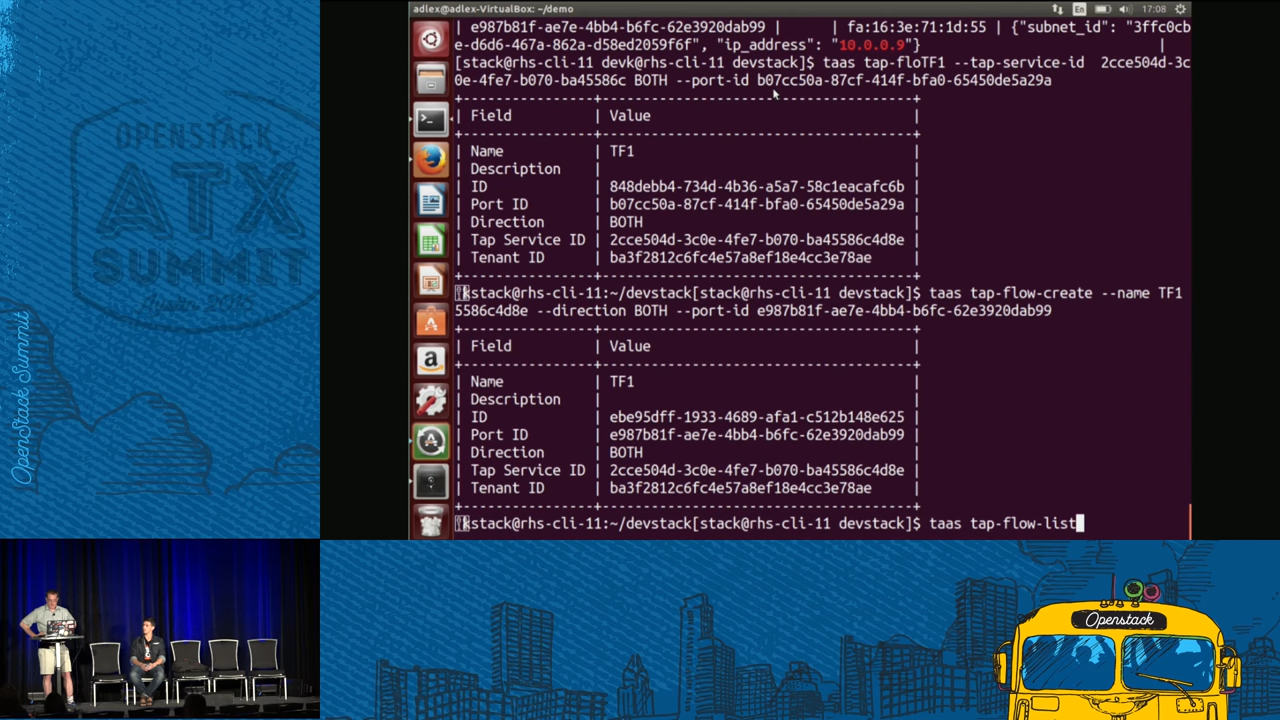 adlex@adlex-VirtualBox: ~/demo
En
17:08
| e987b81f-ae7e-4bb4-b6fc-62e3920dab99 |      | fa:16:3e:71:1d:55 | {"subnet_id": "3ffc0cb
e-d6d6-467a-862a-d58ed2059f6f", "ip_address": "10.0.0.9"}                             |
[stack@rhs-cli-11 devk@rhs-cli-11 devstack]$ taas tap-floTF1 --tap-service-id  2cce504d-3c
0e-4fe7-b070-ba45586c BOTH --port-id b07cc50a-87cf-414f-bfa0-65450de5a29a
| Field          | Value                                |
| Name           | TF1                                  |
| Description    |                                      |
| ID             | 848debb4-734d-4b36-a5a7-58c1eacafc6b |
| Port ID        | b07cc50a-87cf-414f-bfa0-65450de5a29a |
| Direction      | BOTH                                 |
| Tap Service ID | 2cce504d-3c0e-4fe7-b070-ba45586c4d8e |
| Tenant ID      | ba3f2812c6fc4e57a8ef18e4cc3e78ae     |
kstack@rhs-cli-11:~/devstack[stack@rhs-cli-11 devstack]$ taas tap-flow-create --name TF1
5586c4d8e --direction BOTH --port-id e987b81f-ae7e-4bb4-b6fc-62e3920dab99
| Field          | Value                                |
| Name           | TF1                                  |
| Description    |                                      |
| ID             | ebe95dff-1933-4689-afa1-c512b148e625 |
| Port ID        | e987b81f-ae7e-4bb4-b6fc-62e3920dab99 |
| Direction      | BOTH                                 |
| Tap Service ID | 2cce504d-3c0e-4fe7-b070-ba45586c4d8e |
| Tenant ID      | ba3f2812c6fc4e57a8ef18e4cc3e78ae     |
kstack@rhs-cli-11:~/devstack[stack@rhs-cli-11 devstack]$ taas tap-flow-list
OPENSTACK
ATX
SUMMIT
OpenStack Summit
Openstack